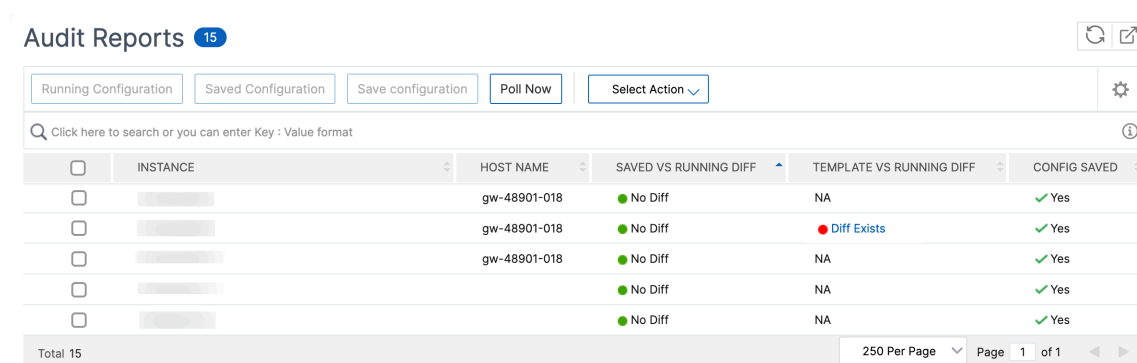 Audit Reports 15
Running Configuration Saved Configuration Save configuration Poll Now Select Action
Click here to search or you can enter Key : Value format
INSTANCE HOST NAME SAVED VS RUNNING DIFF TEMPLATE VS RUNNING DIFF CONFIG SAVED
gw-48901-018 No Diff NA Yes
gw-48901-018 No Diff Diff Exists Yes
gw-48901-018 No Diff NA Yes
No Diff NA Yes
No Diff NA Yes
Total 15 250 Per Page Page 1 of 1